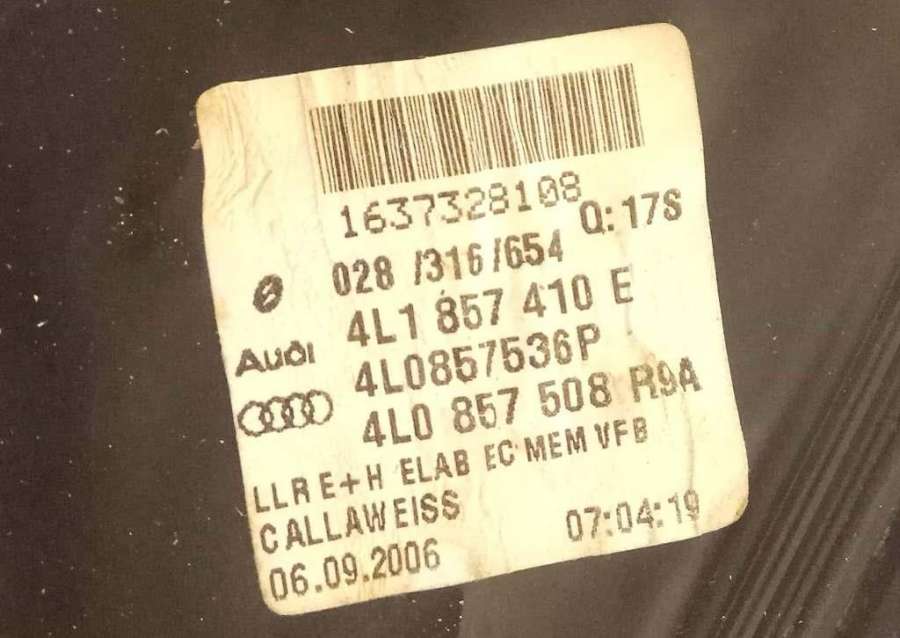 1637328108
028 /316/654 Q: 17S
4L1 857 410 E
4L0857536P
4L0 857 508 R9A
Audi
LLR E+H ELAB EC MEM VFB
CALLAWEISS
06.09.2006 07:04:19